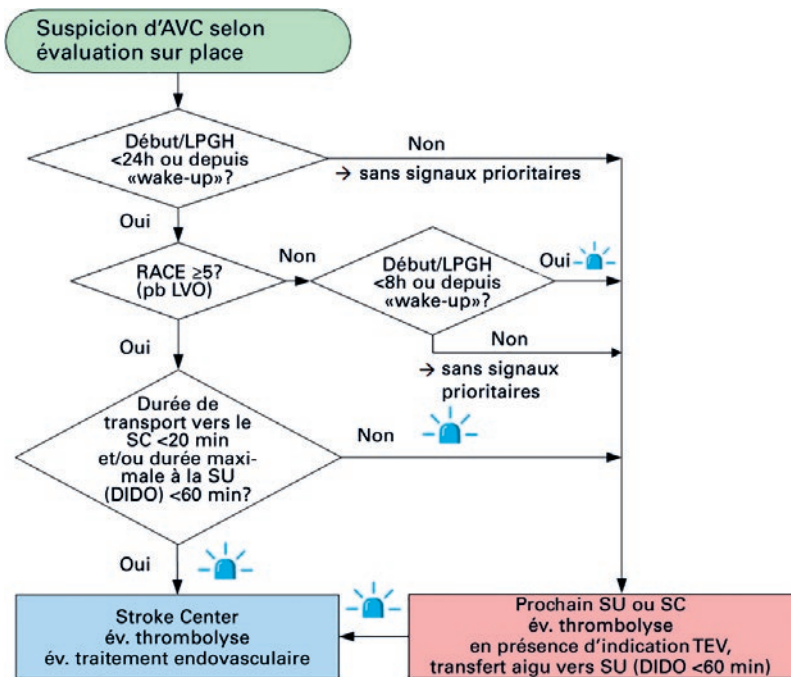 Suspicion d'AVC selon
évaluation sur place
Début/LPGH
<24h ou depuis
«wake-up»?
Non
→ sans signaux prioritaires
Oui
RACE ≥5?
(pb LVO)
Non
Début/LPGH
<8h ou depuis
«wake-up»?
Oui
Non
→ sans signaux
prioritaires
Oui
Durée de
transport vers le
SC <20 min
et/ou durée maxi-
male à la SU
(DIDO) <60 min?
Non
Oui
Stroke Center
év. thrombolyse
év. traitement endovasculaire
Prochain SU ou SC
év. thrombolyse
en présence d'indication TEV,
transfert aigu vers SU (DIDO <60 min)